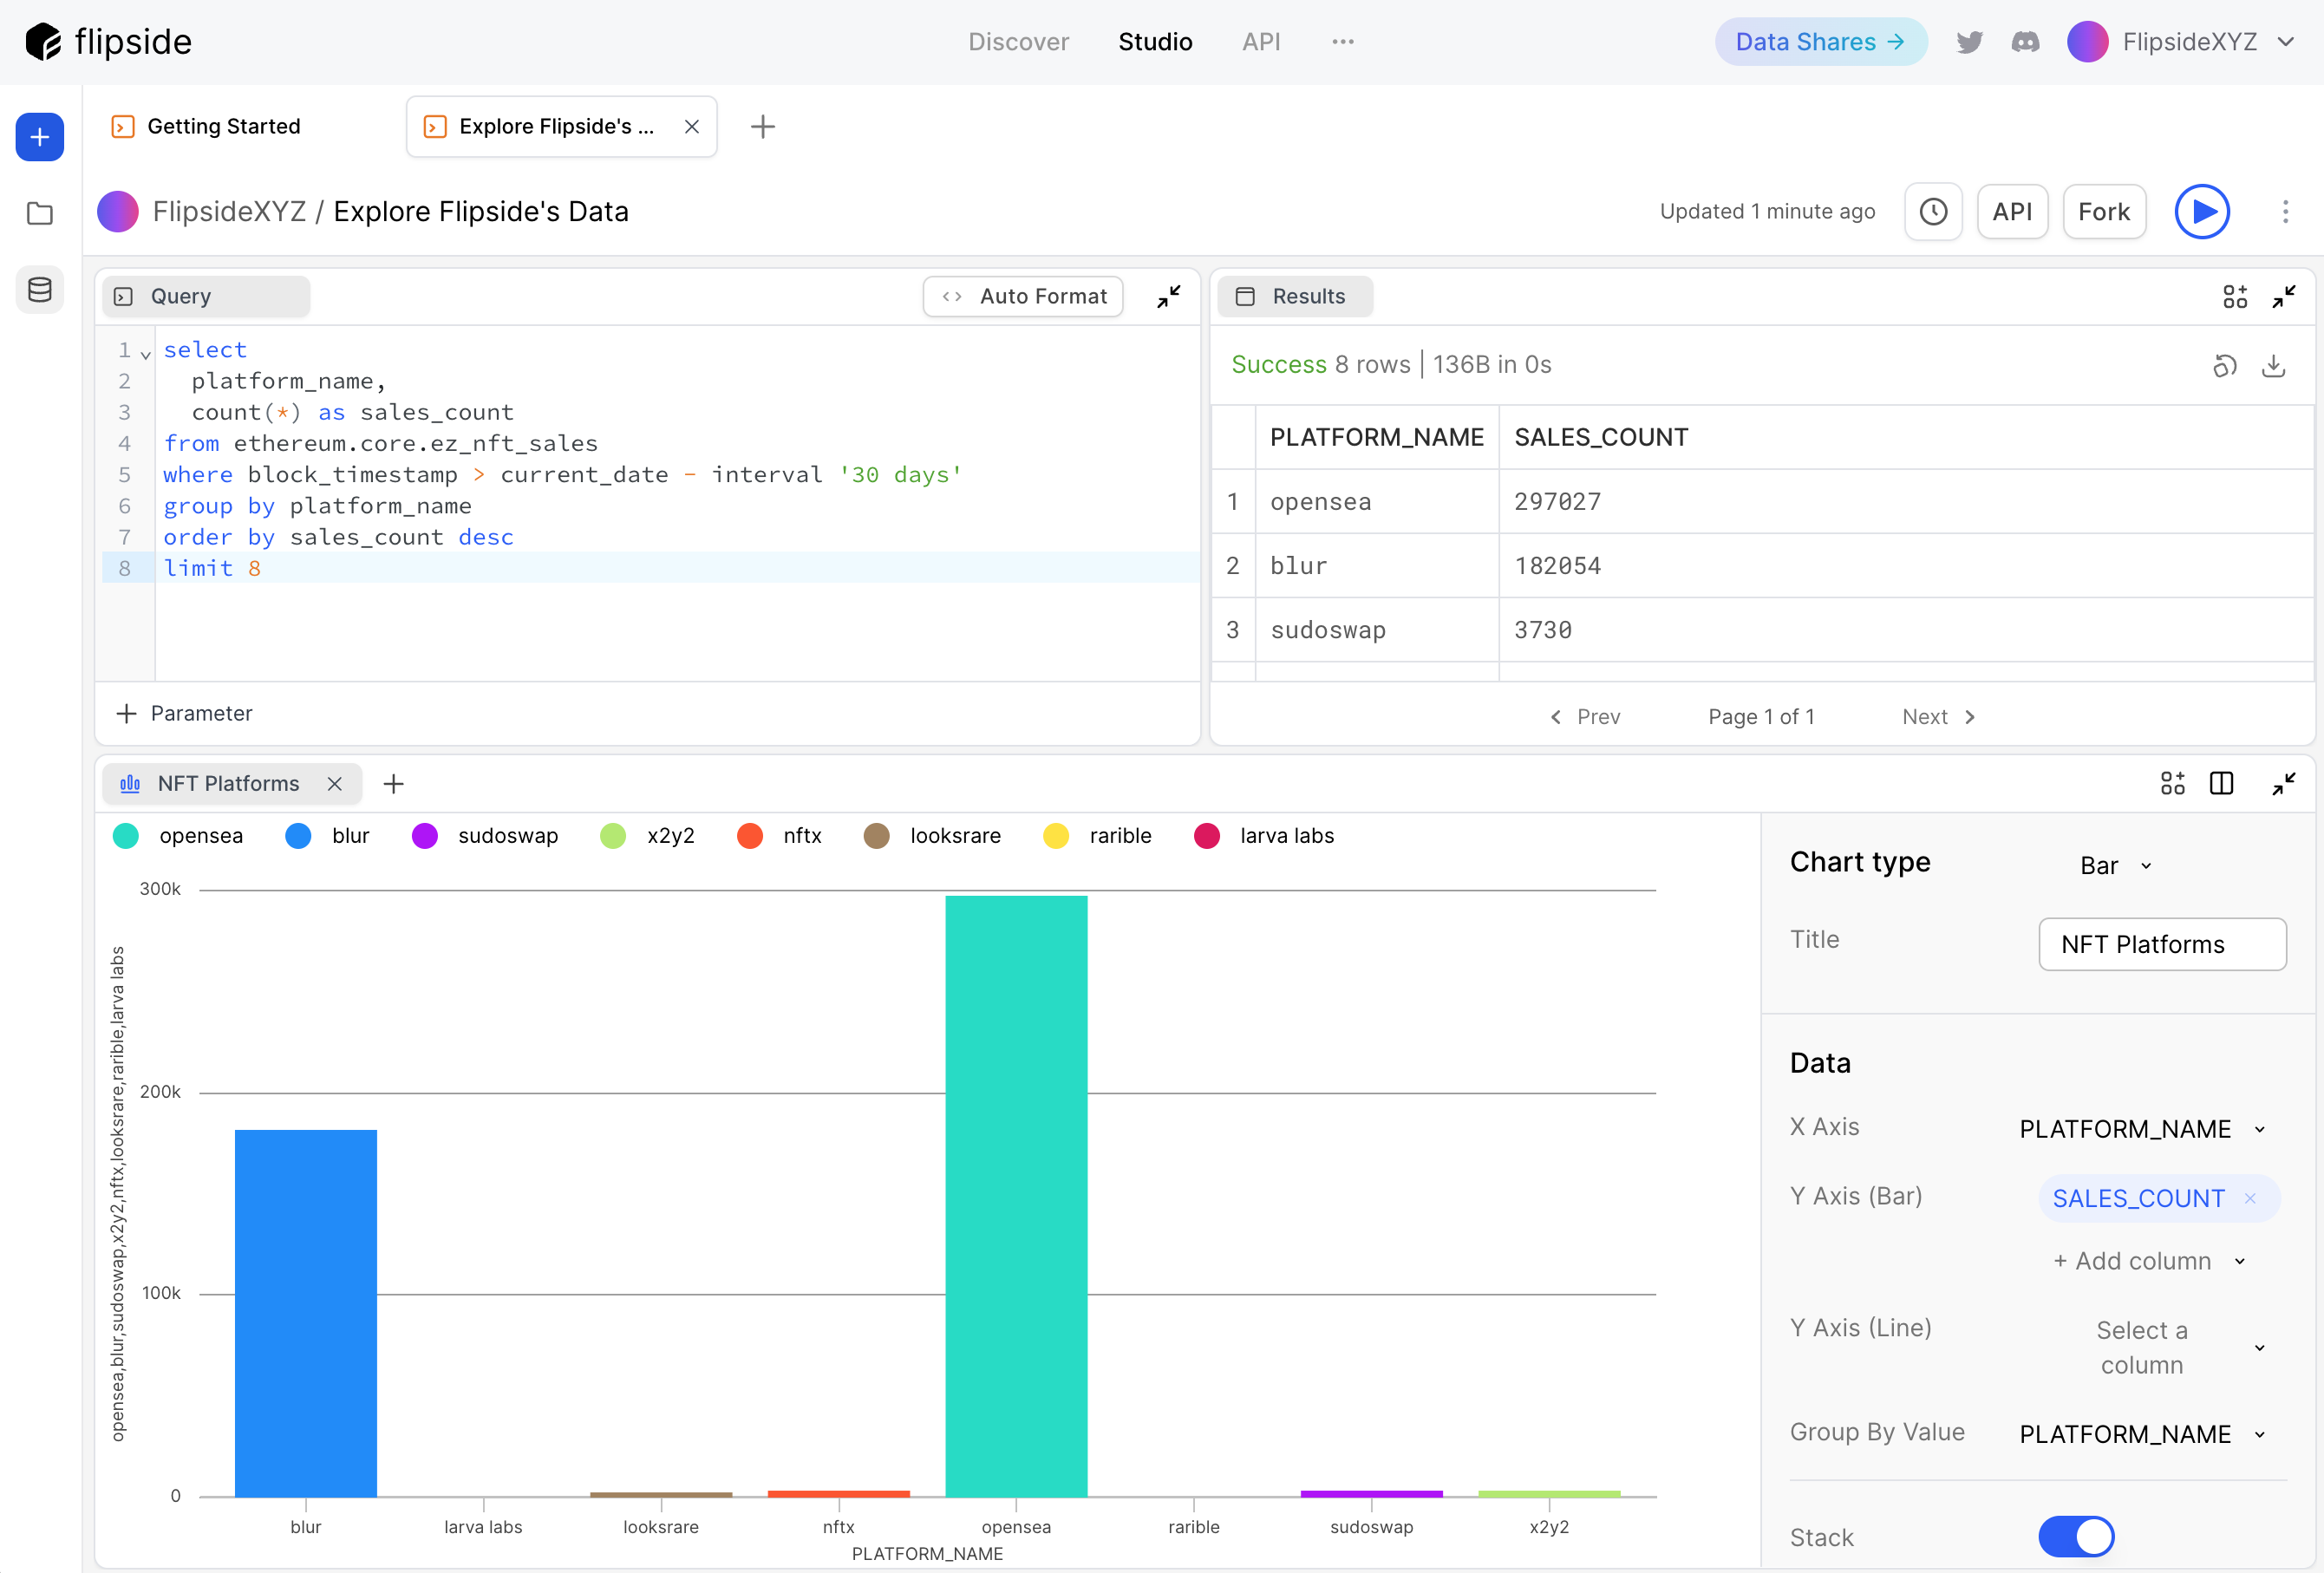 flipside
Discover Studio API ···
Data Shares → FlipsideXYZ
Getting Started
Explore Flipside's ...
FlipsideXYZ / Explore Flipside's Data
Updated 1 minute ago API Fork
Query
<> Auto Format
1 select
2 platform_name,
3 count(*) as sales_count
4 from ethereum.core.ez_nft_sales
5 where block_timestamp > current_date - interval '30 days'
6 group by platform_name
7 order by sales_count desc
8 limit 8
+ Parameter
Results
Success 8 rows | 136B in 0s
PLATFORM_NAME SALES_COUNT
1 opensea 297027
2 blur 182054
3 sudoswap 3730
Prev Page 1 of 1 Next
NFT Platforms
opensea blur sudoswap x2y2 nftx looksrare rarible larva labs
opensea,blur,sudoswap,x2y2,nftx,looksrare,rarible,larva labs
300k
200k
100k
0
blur larva labs looksrare nftx opensea rarible sudoswap x2y2
PLATFORM_NAME
Chart type Bar
Title NFT Platforms
Data
X Axis PLATFORM_NAME
Y Axis (Bar) SALES_COUNT ×
+ Add column
Y Axis (Line) Select a
column
Group By Value PLATFORM_NAME
Stack